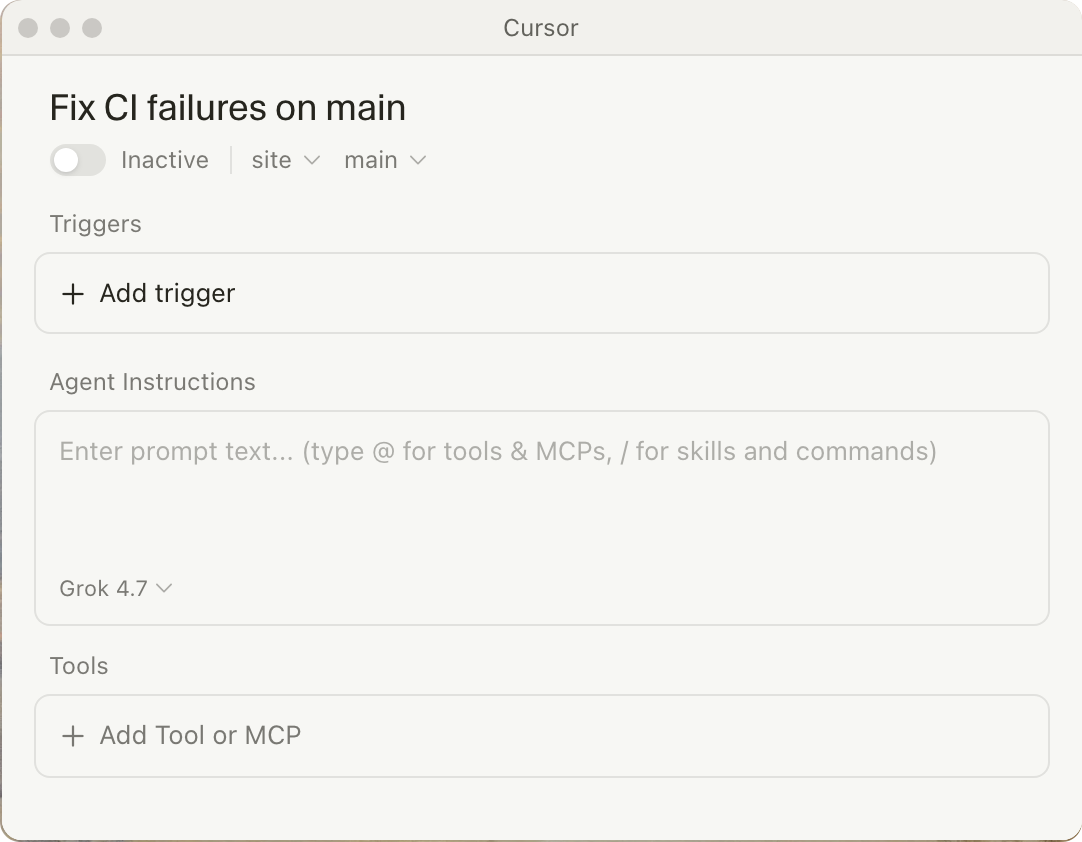 Cursor
Fix CI failures on main
Inactive site main
Triggers
+ Add trigger
Agent Instructions
Enter prompt text... (type @ for tools & MCPs, / for skills and commands)
Grok 4.7
Tools
+ Add Tool or MCP